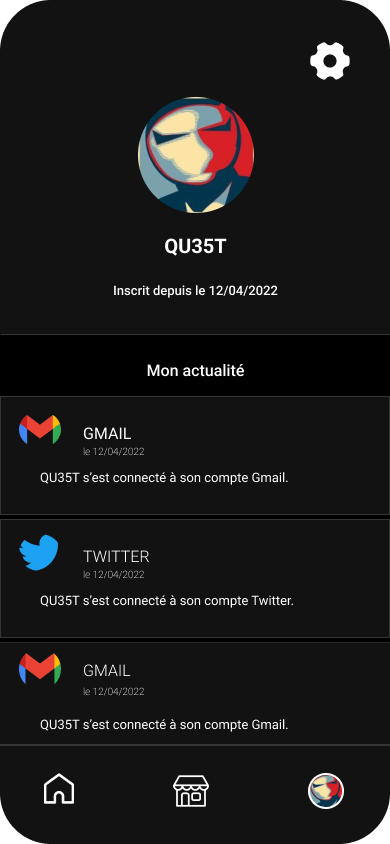 QU35T
Inscrit depuis le 12/04/2022
Mon actualité
GMAIL
le 12/04/2022
QU35T s'est connecté à son compte Gmail.
TWITTER
le 12/04/2022
QU35T s'est connecté à son compte Twitter.
GMAIL
le 12/04/2022
QU35T s'est connecté à son compte Gmail.